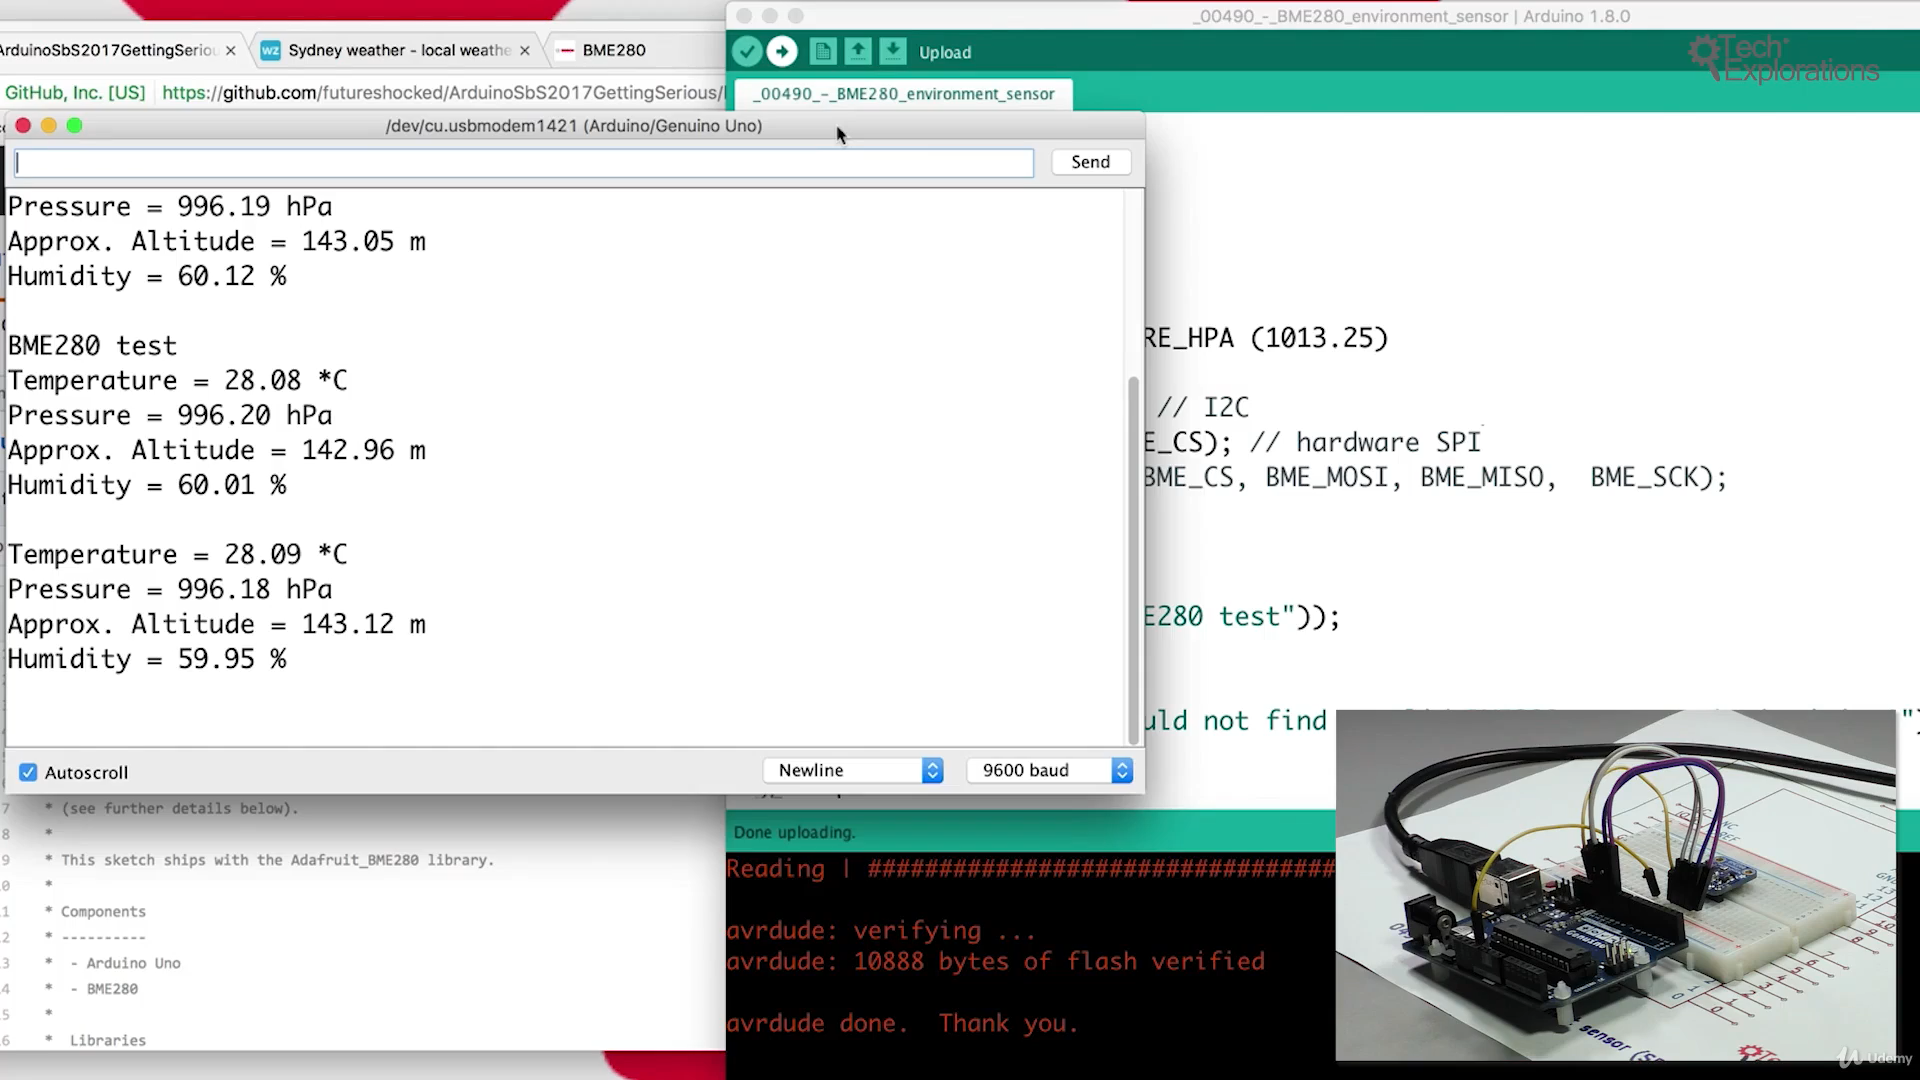 _00490_-_BME280_environment_sensor | Arduino 1.8.0
ArduinoSbS2017GettingSeriou
Sydney weather - local weathe
BME280
Upload
Tech
Explorations
GitHub, Inc. [US]
https://github.com/futureshocked/ArduinoSbS2017GettingSerious/
_00490_-_BME280_environment_sensor
/dev/cu.usbmodem1421 (Arduino/Genuino Uno)
Send
Pressure = 996.19 hPa
Approx. Altitude = 143.05 m
Humidity = 60.12 %
BME280 test
Temperature = 28.08 *C
Pressure = 996.20 hPa
Approx. Altitude = 142.96 m
Humidity = 60.01 %
Temperature = 28.09 *C
Pressure = 996.18 hPa
Approx. Altitude = 143.12 m
Humidity = 59.95 %
RE_HPA (1013.25)
// I2C
E_CS); // hardware SPI
BME_CS, BME_MOSI, BME_MISO, BME_SCK);
E280 test"));
uld not find
Autoscroll
Newline
9600 baud
7 * (see further details below).
8 *
9 * This sketch ships with the Adafruit_BME280 library.
0 *
1 * Components
2 * ----------
3 * - Arduino Uno
4 * - BME280
5 *
6 * Libraries
Done uploading.
Reading | #################################
avrdude: verifying ...
avrdude: 10888 bytes of flash verified
avrdude done. Thank you.
Udemy